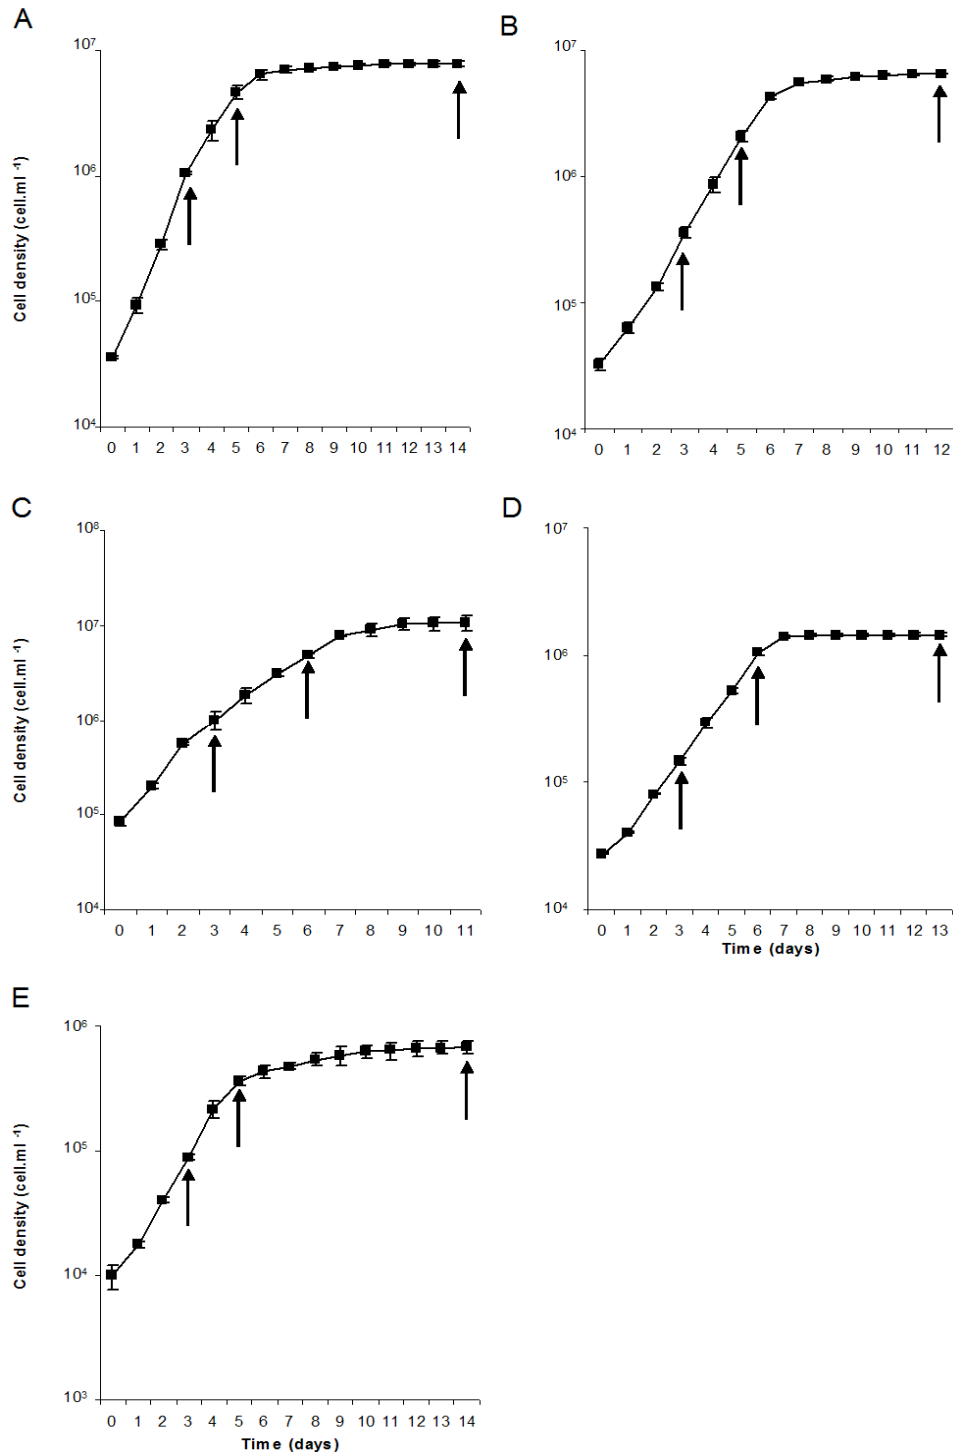 A
Cell density (cell.ml -1)
10⁷
10⁶
10⁵
10⁴
0 1 2 3 4 5 6 7 8 9 10 11 12 13 14
B
10⁷
10⁶
10⁵
10⁴
0 1 2 3 4 5 6 7 8 9 10 11 12
C
Cell density (cell.ml -1)
10⁸
10⁷
10⁶
10⁵
10⁴
0 1 2 3 4 5 6 7 8 9 10 11
D
10⁷
10⁶
10⁵
10⁴
0 1 2 3 4 5 6 7 8 9 10 11 12 13
Time (days)
E
Cell density (cell.ml -1)
10⁶
10⁵
10⁴
10³
0 1 2 3 4 5 6 7 8 9 10 11 12 13 14
Time (days)